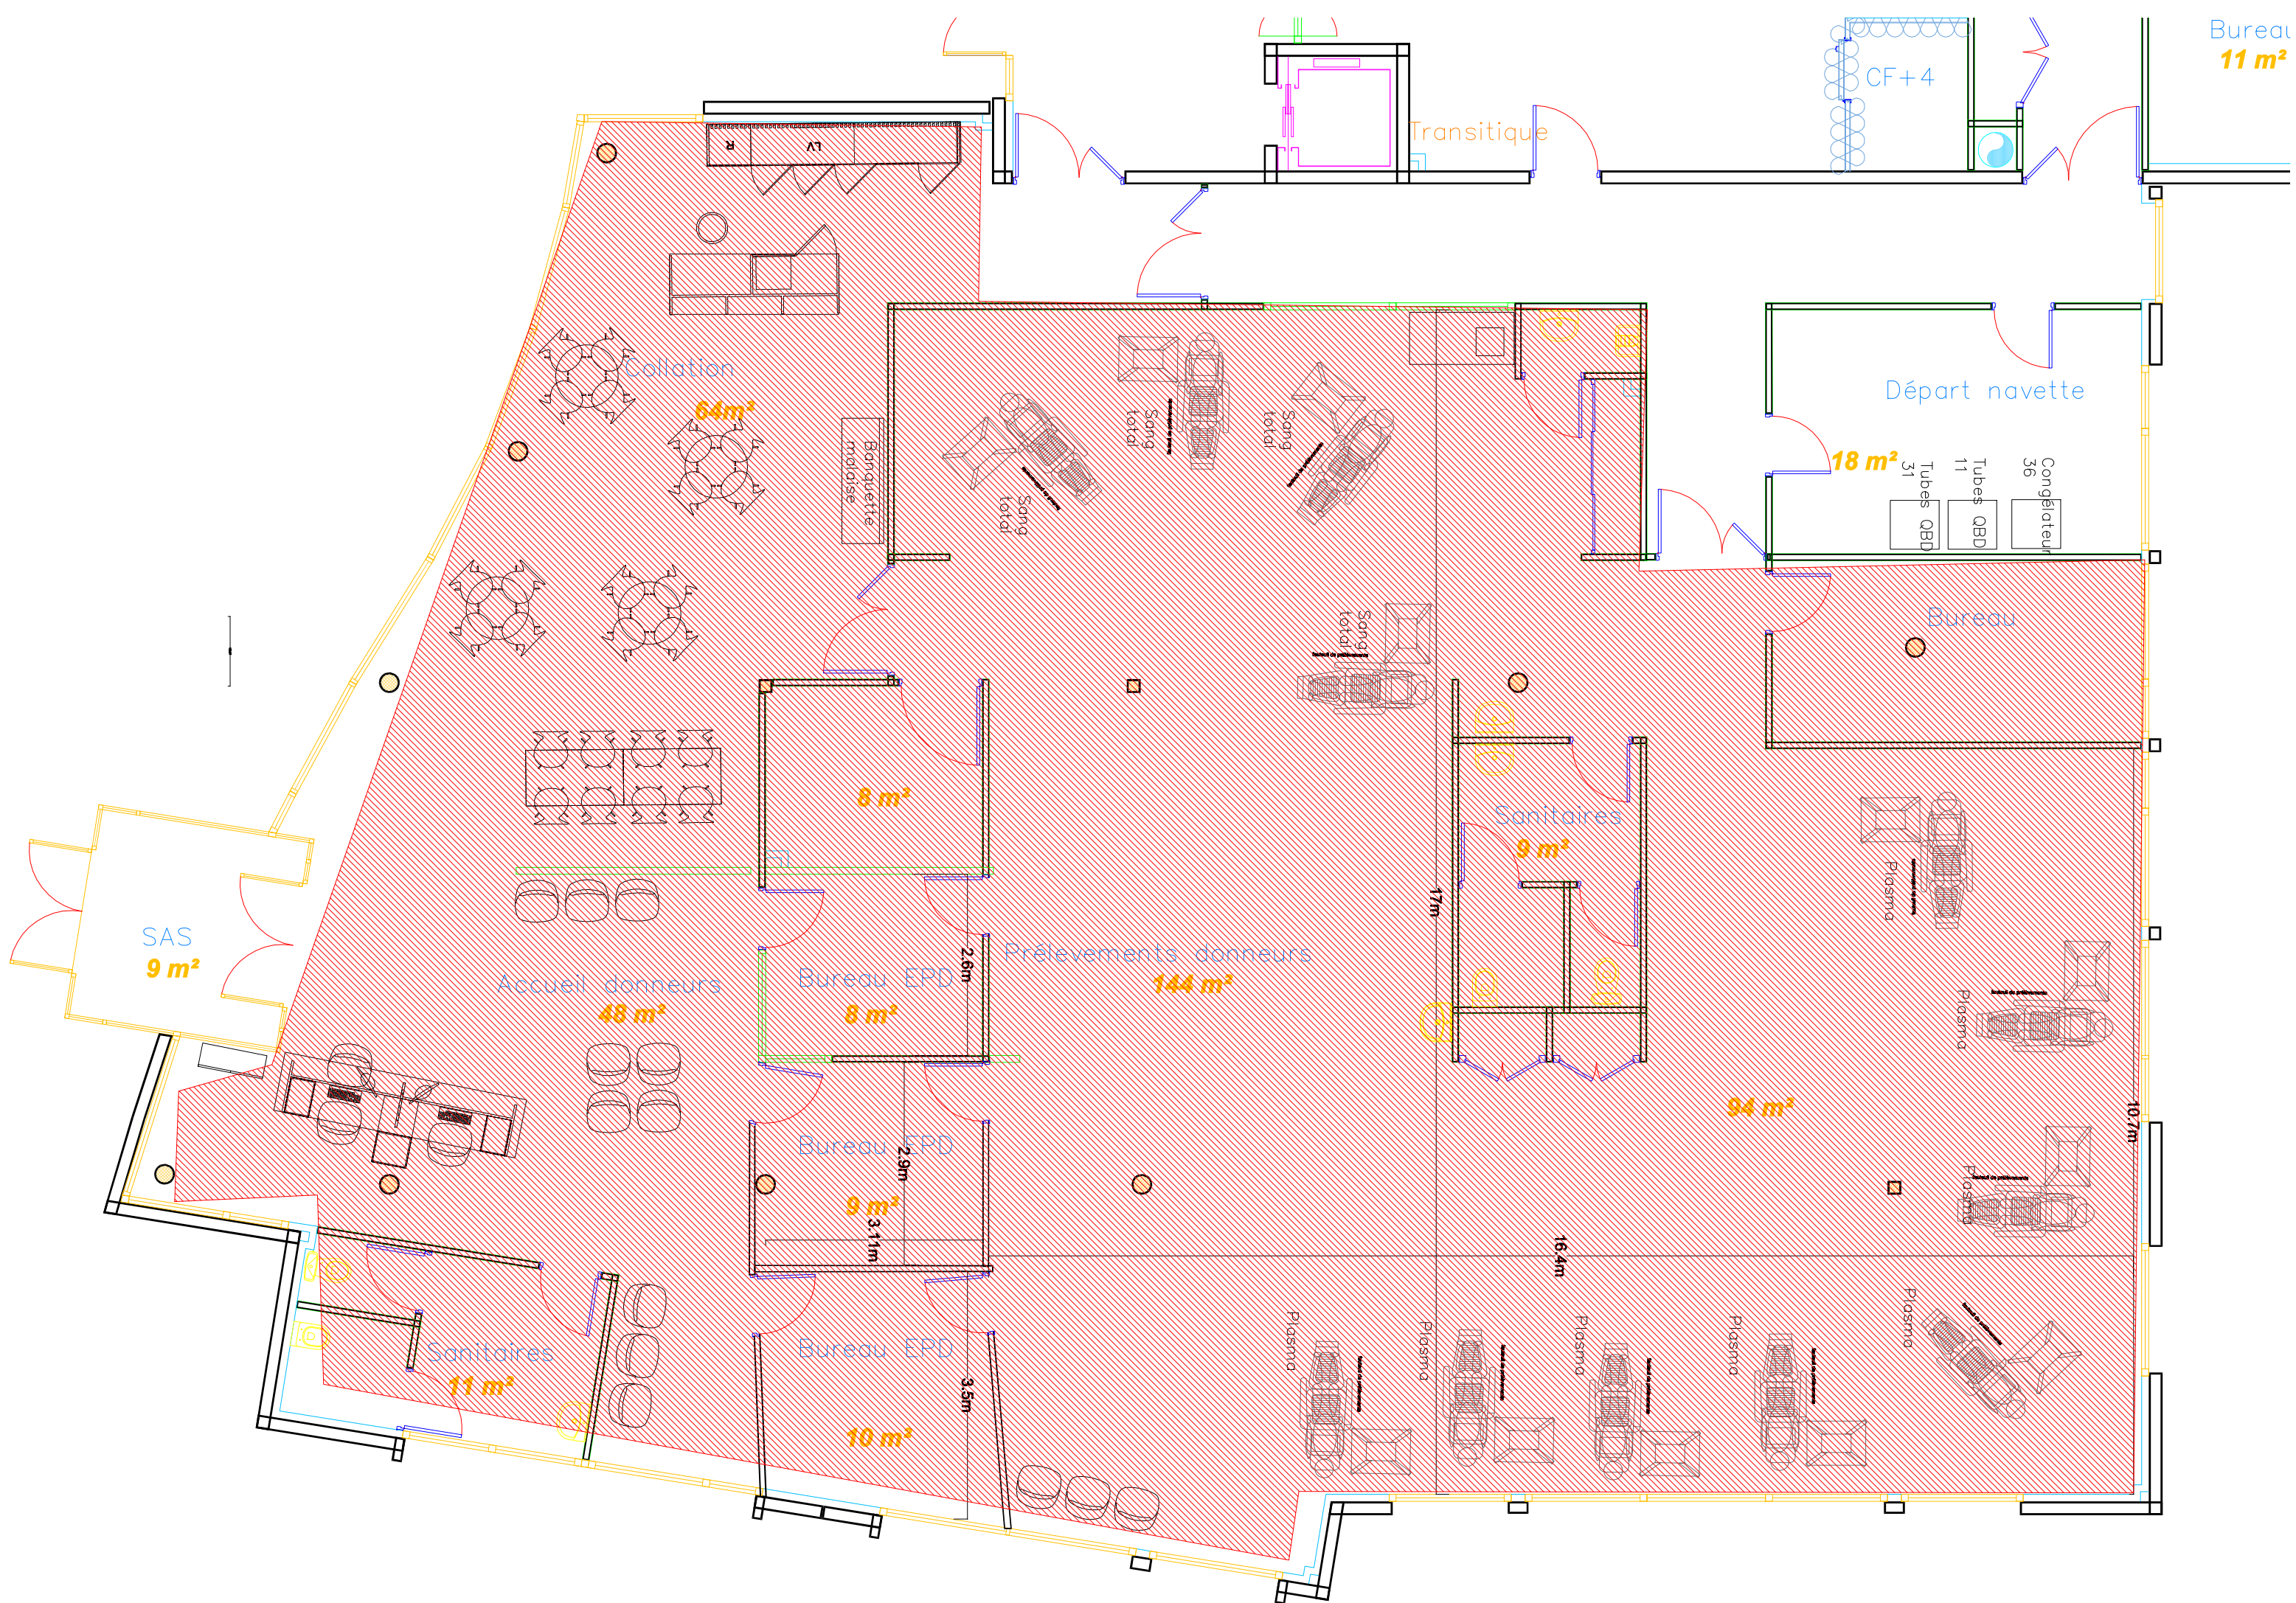 Bureau
11 m²
CF+4
Transitique
R
LV
Collation
64m²
Banquette
malaise
Sang
total
Sang
total
Sang
total
Départ navette
18 m²
Tubes QBD
31
Tubes QBD
11
Congélateur
36
Sang
total
fauteuil de prélèvements
Bureau
8 m²
Sanitaires
9 m²
17m
Plasma
SAS
9 m²
Accueil donneurs
48 m²
Bureau EPD
8 m²
2.6m
Prélevements donneurs
144 m²
Plasma
94 m²
10.7m
Bureau EPD
2.9m
9 m²
3.11m
Plasma
16.4m
Sanitaires
11 m²
Bureau EPD
10 m²
3.5m
Plasma
Plasma
Plasma
Plasma
Plasma